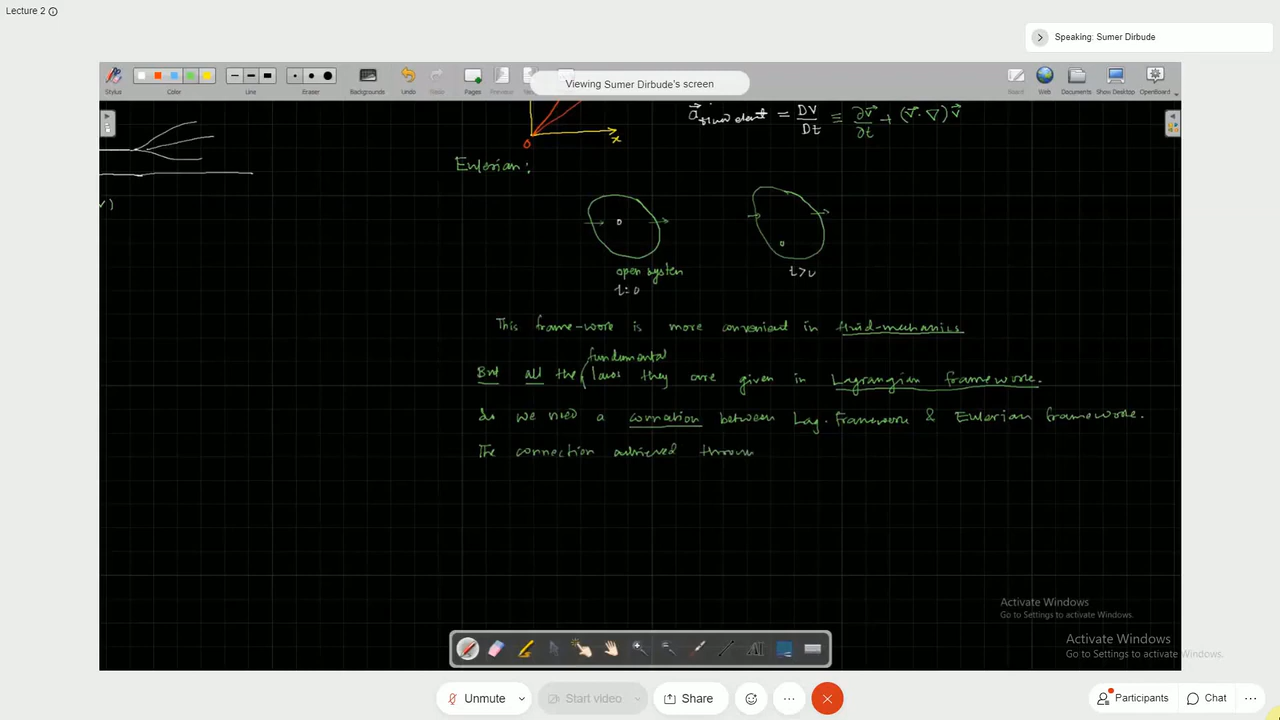 Lecture 2
Speaking: Sumer Dirbude
Viewing Sumer Dirbude's screen
Stylus
Color
Line
Eraser
Backgrounds
Undo
Pages
Previous
Board
Web
Documents
Show Desktop
OpenBoard
= DV/Dt ≡ ∂v⃗/∂t + (v⃗·∇)v⃗
x
0
Eulerian:
open system
t=0
This frame-work is more convenient in fluid-mechanics
fundamental
But all the laws they are given in Lagrangian framework.
So we need a connection between Lag. Framework & Eulerian framework.
The connection achieved
Activate Windows
Go to Settings to activate Windows.
Activate Windows
Go to Settings to activate Windows.
Unmute
Start video
Share
Participants
Chat